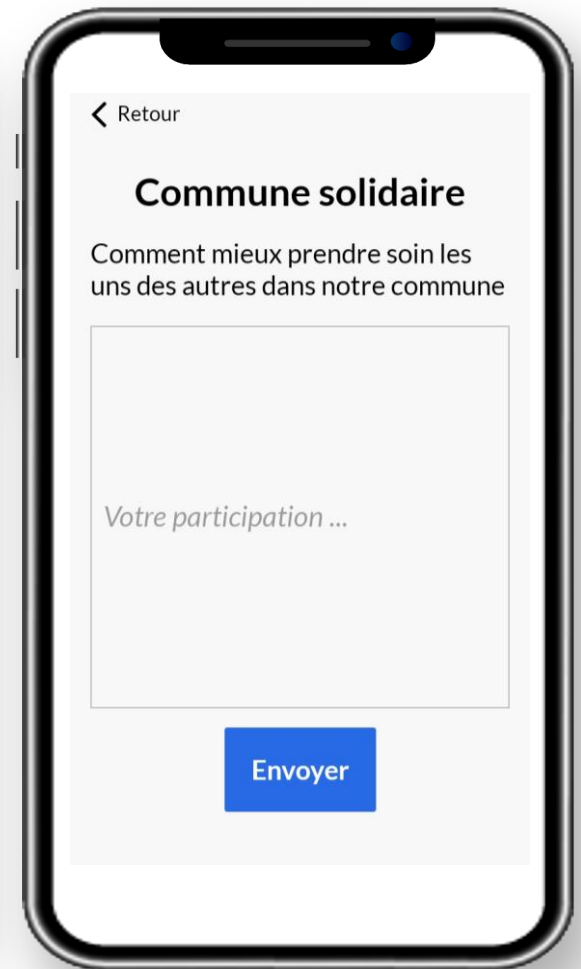 Retour
Commune solidaire
Comment mieux prendre soin les
uns des autres dans notre commune
Votre participation ...
Envoyer